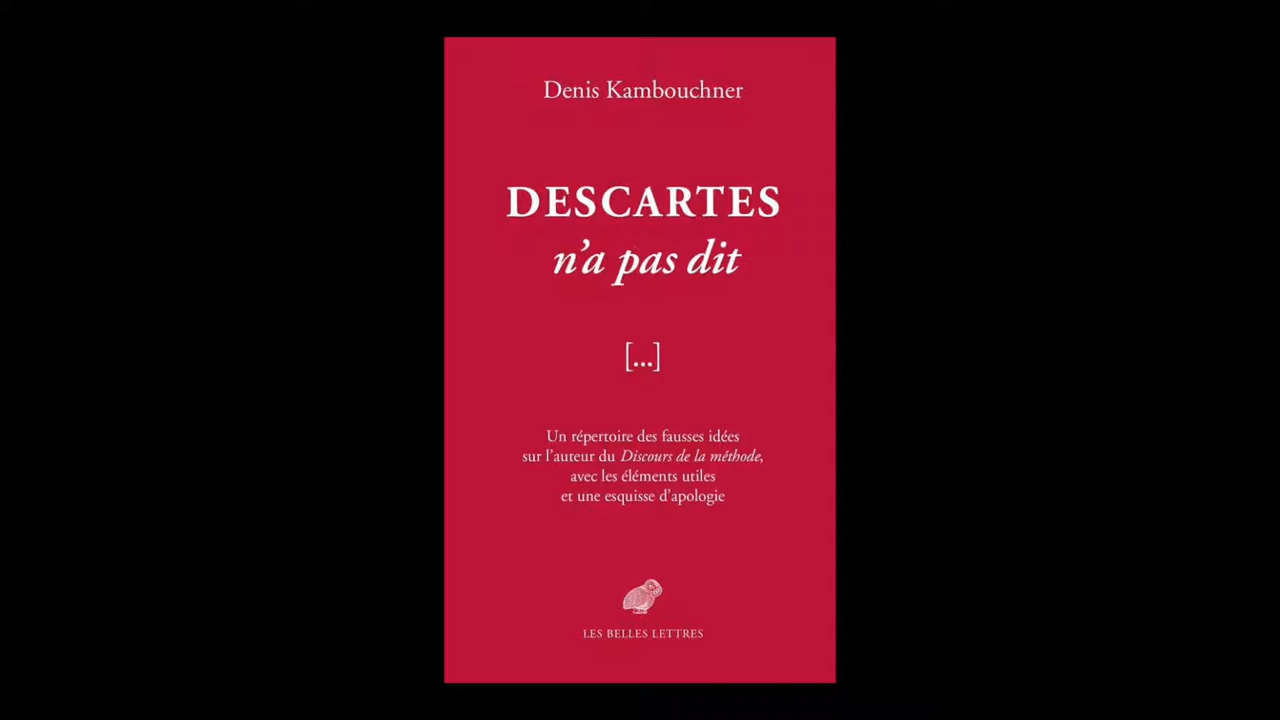 Denis Kambouchner
DESCARTES
n'a pas dit
[...]
Un répertoire des fausses idées
sur l'auteur du Discours de la méthode,
avec les éléments utiles
et une esquisse d'apologie
LES BELLES LETTRES